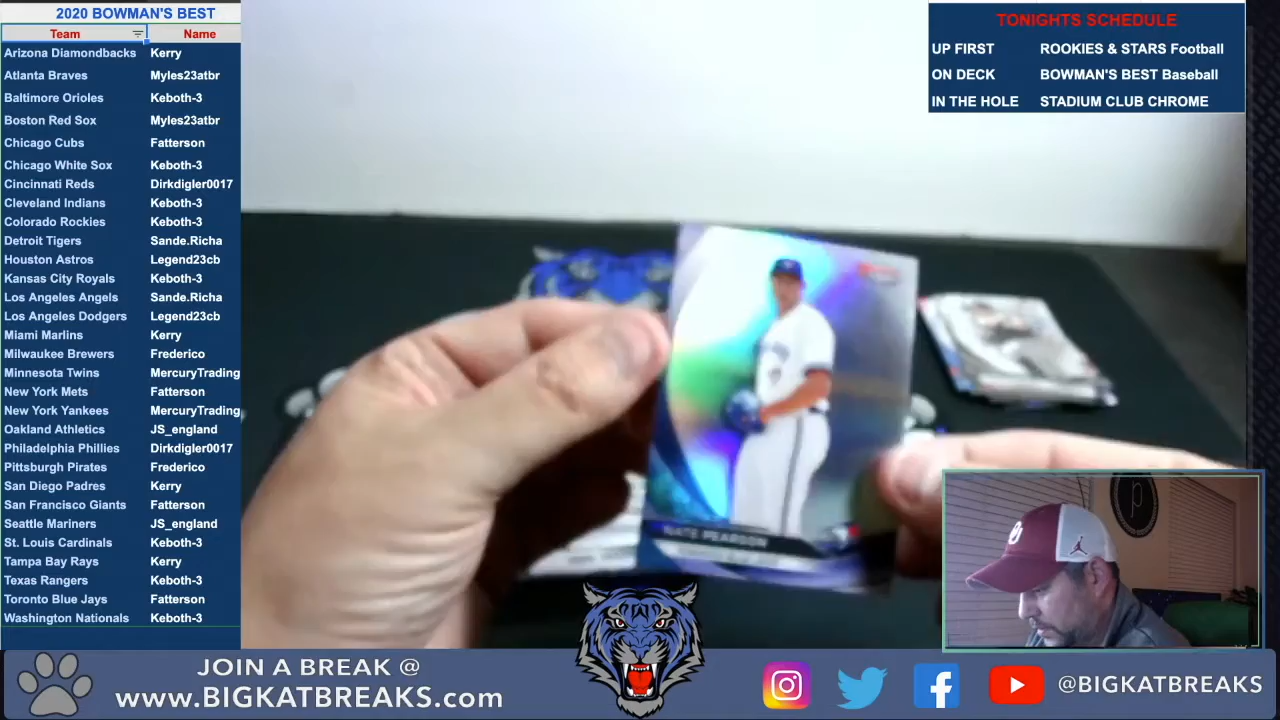 2020 BOWMAN'S BEST
Team Name
Arizona Diamondbacks Kerry
Atlanta Braves Myles23atbr
Baltimore Orioles Keboth-3
Boston Red Sox Myles23atbr
Chicago Cubs Fatterson
Chicago White Sox Keboth-3
Cincinnati Reds Dirkdigler0017
Cleveland Indians Keboth-3
Colorado Rockies Keboth-3
Detroit Tigers Sande.Richa
Houston Astros Legend23cb
Kansas City Royals Keboth-3
Los Angeles Angels Sande.Richa
Los Angeles Dodgers Legend23cb
Miami Marlins Kerry
Milwaukee Brewers Frederico
Minnesota Twins MercuryTrading
New York Mets Fatterson
New York Yankees MercuryTrading
Oakland Athletics JS_england
Philadelphia Phillies Dirkdigler0017
Pittsburgh Pirates Frederico
San Diego Padres Kerry
San Francisco Giants Fatterson
Seattle Mariners JS_england
St. Louis Cardinals Keboth-3
Tampa Bay Rays Kerry
Texas Rangers Keboth-3
Toronto Blue Jays Fatterson
Washington Nationals Keboth-3
TONIGHTS SCHEDULE
UP FIRST ROOKIES & STARS Football
ON DECK BOWMAN'S BEST Baseball
IN THE HOLE STADIUM CLUB CHROME
NATE PEARSON
OU
JOIN A BREAK @
www.BIGKATBREAKS.com
@BIGKATBREAKS